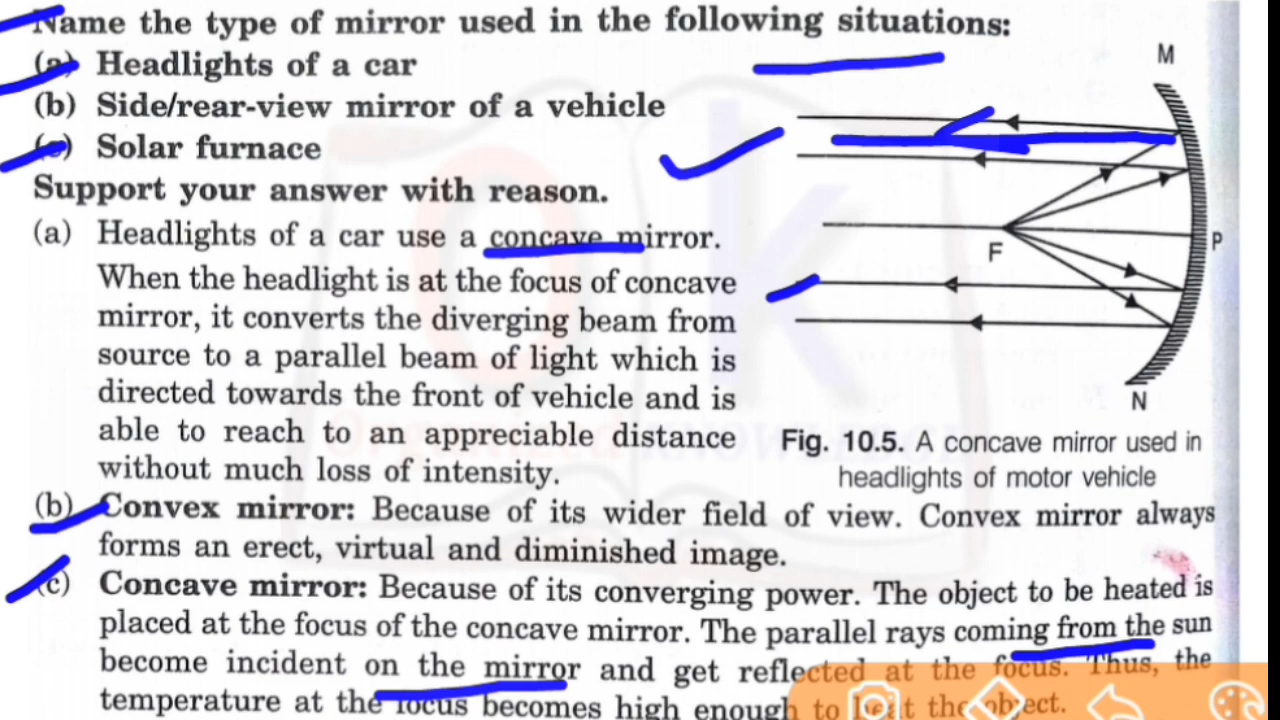 Name the type of mirror used in the following situations:
(a) Headlights of a car
(b) Side/rear-view mirror of a vehicle
(c) Solar furnace
Support your answer with reason.
(a) Headlights of a car use a concave mirror.
When the headlight is at the focus of concave
mirror, it converts the diverging beam from
source to a parallel beam of light which is
directed towards the front of vehicle and is
able to reach to an appreciable distance
without much loss of intensity.
M
F
P
N
Fig. 10.5. A concave mirror used in
headlights of motor vehicle
(b) Convex mirror: Because of its wider field of view. Convex mirror always
forms an erect, virtual and diminished image.
(c) Concave mirror: Because of its converging power. The object to be heated is
placed at the focus of the concave mirror. The parallel rays coming from the sun
become incident on the mirror and get reflected at the focus. Thus, the
temperature at the focus becomes high enough to heat the object.